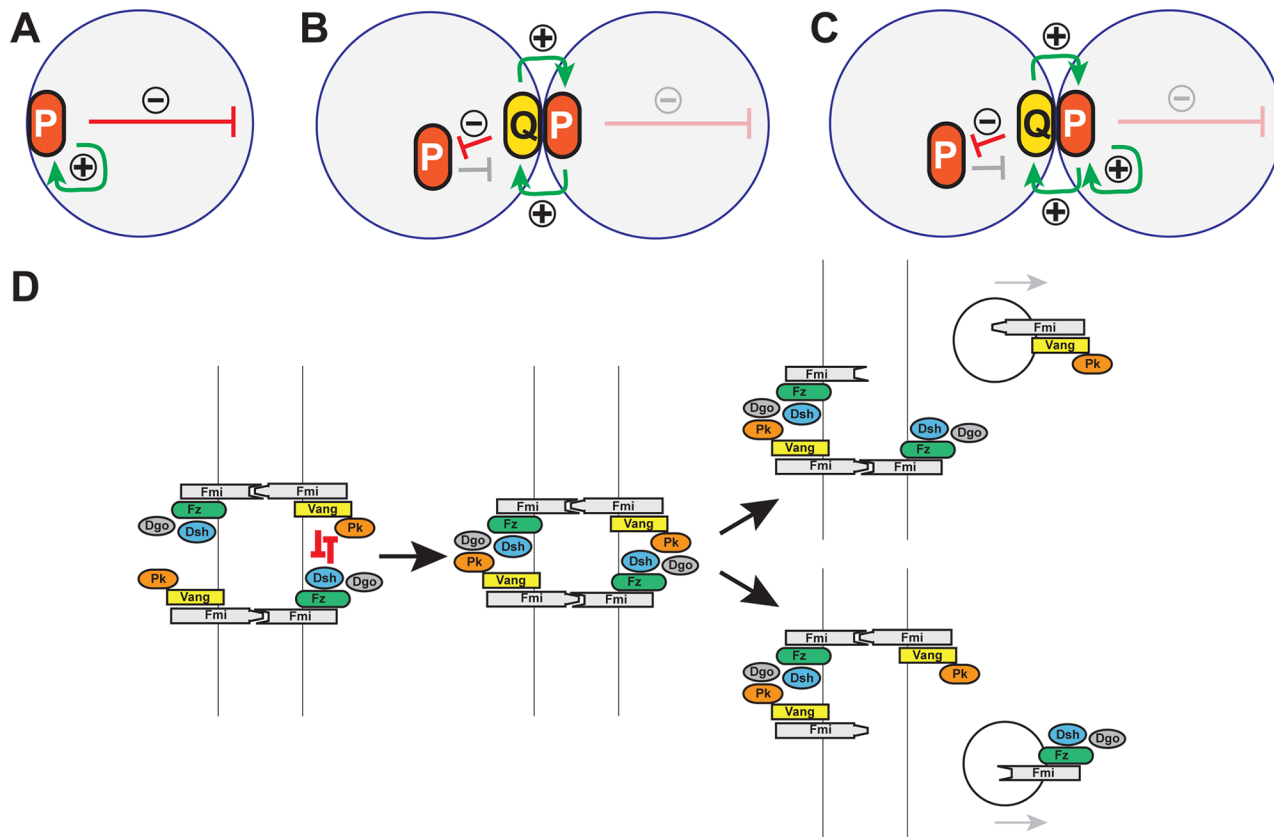 A
B
C
P
−
+
+
−
P
Q
P
−
+
+
−
P
Q
P
−
+
+
D
Fmi
Vang
Pk
Fmi
Fz
Dgo
Dsh
Pk
Vang
Dsh
Dgo
Fz
Fmi
Fmi
Fmi
Fmi
Fz
Vang
Dgo
Dsh
Pk
Pk
Dsh
Dgo
Vang
Fz
Fmi
Fmi
Fmi
Fmi
Fz
Vang
Dgo
Dsh
Pk
Pk
Dsh
Dgo
Vang
Fz
Fmi
Fmi
Fmi
Fmi
Fz
Vang
Dgo
Dsh
Pk
Pk
Vang
Fmi
Dsh
Dgo
Fz
Fmi